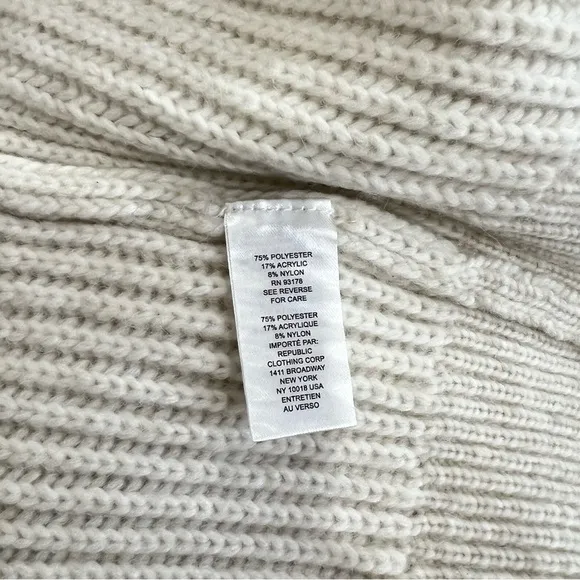 75% POLYESTER
17% ACRYLIC
8% NYLON
RN 93178
SEE REVERSE
FOR CARE
75% POLYESTER
17% ACRYLIQUE
8% NYLON
IMPORTÉ PAR:
REPUBLIC
CLOTHING CORP
1411 BROADWAY
NEW YORK
NY 10018 USA
ENTRETIEN
AU VERSO